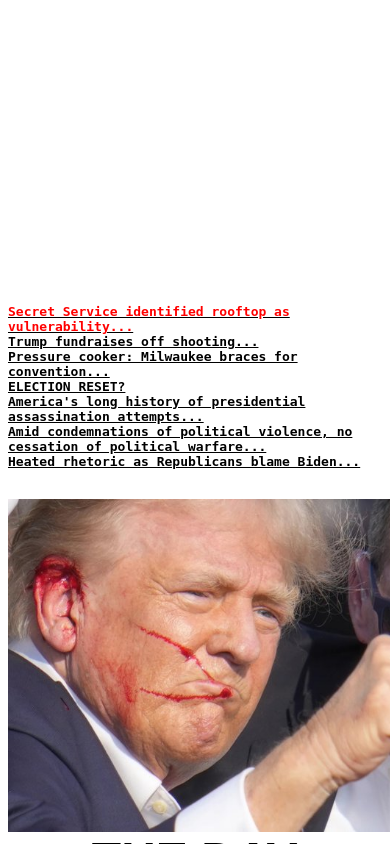 Secret Service identified rooftop as
vulnerability...
Trump fundraises off shooting...
Pressure cooker: Milwaukee braces for
convention...
ELECTION RESET?
America's long history of presidential
assassination attempts...
Amid condemnations of political violence, no
cessation of political warfare...
Heated rhetoric as Republicans blame Biden...